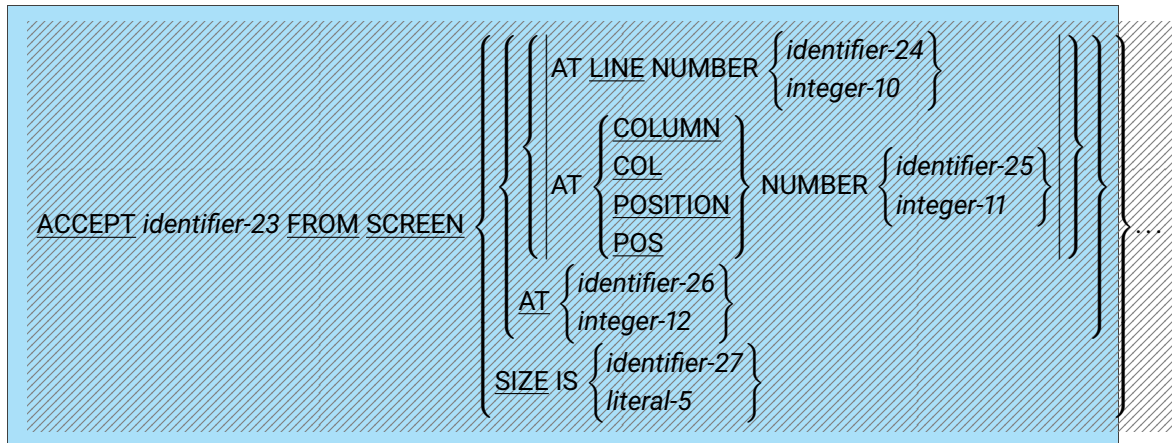 AT LINE NUMBER identifier-24
integer-10
COLUMN
COL
AT NUMBER identifier-25
integer-11
POSITION
POS
ACCEPT identifier-23 FROM SCREEN ...
AT identifier-26
integer-12
SIZE IS identifier-27
literal-5